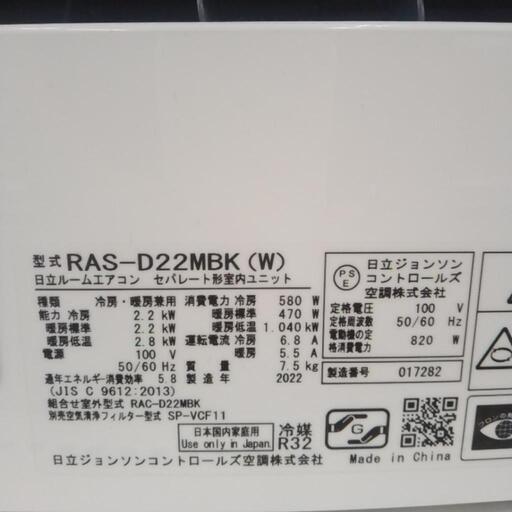 型式 RAS-D22MBK (W)
日立ルームエアコン セパレート形室内ユニット
種類 冷房・暖房兼用 消費電力 冷房 580 W
能力 冷房 2.2 kW 暖房標準 470 W
暖房標準 2.2 kW 暖房低温 1.040 kW
暖房低温 2.8 kW 運転電流 冷房 6.8 A
電源 100 V 暖房 5.5 A
50/60 Hz 質量 7.5 kg
通年エネルギー消費効率 5.8 製造年 2022
(JIS C 9612:2013)
組合せ室外型式 RAC-D22MBK
別売空気清浄フィルター型式 SP-VCF11
日本国内家庭用
Use only in Japan
冷媒
R32
G
日立ジョンソンコントロールズ空調株式会社
Made in China
PS
E
日立ジョンソン
コントロールズ
空調株式会社
定格電圧 100 V
定格周波数 50/60 Hz
電動機の定
格消費電力 820 W
製造番号 017282